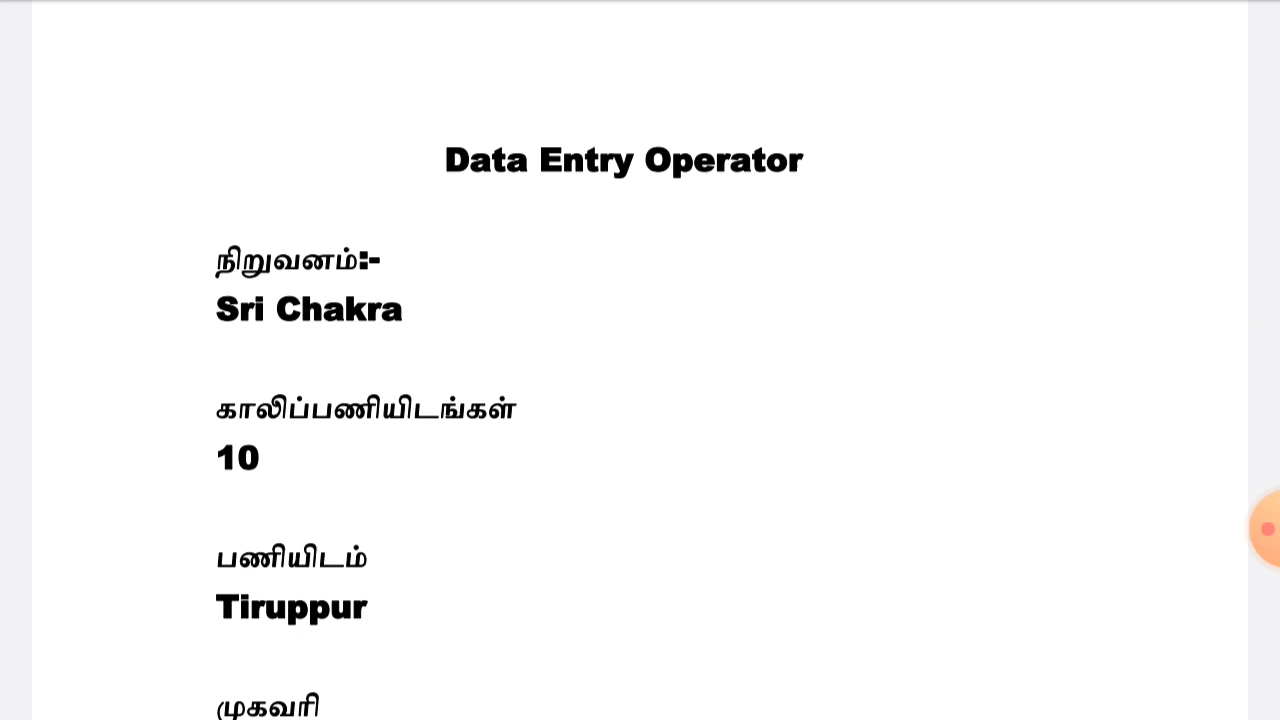 Data Entry Operator
நிறுவனம்:-
Sri Chakra
காலிப்பணியிடங்கள்
10
பணியிடம்
Tiruppur
முகவரி